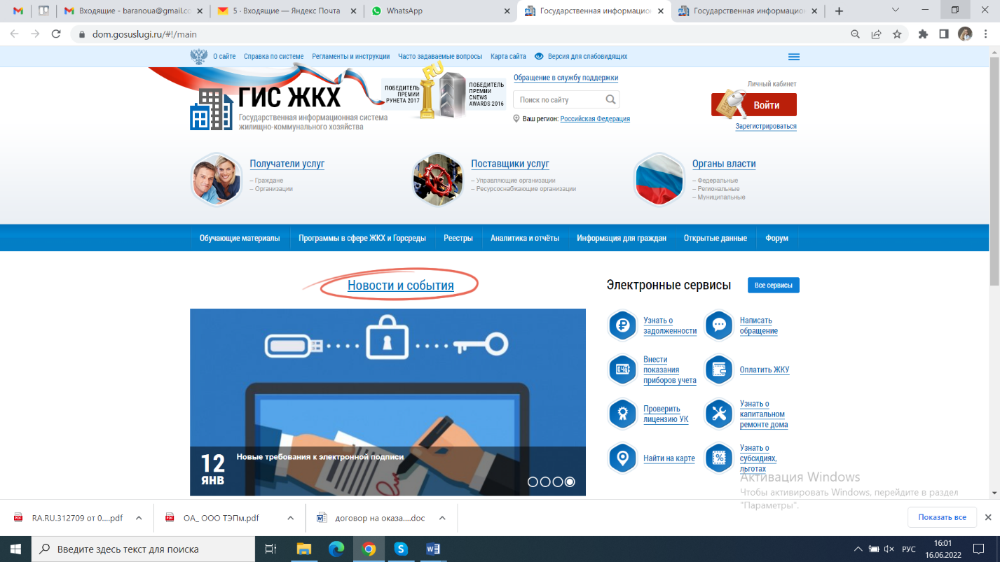 Входящие - baranoua@gmail.co
5 · Входящие — Яндекс Почта
WhatsApp
Государственная информацион
Государственная информацион
dom.gosuslugi.ru/#!/main
О сайте
Справка по системе
Регламенты и инструкции
Часто задаваемые вопросы
Карта сайта
Версия для слабовидящих
ГИС ЖКХ
Государственная информационная система
жилищно-коммунального хозяйства
ПОБЕДИТЕЛЬ
ПРЕМИИ
РУНЕТА 2017
RU
ПОБЕДИТЕЛЬ
ПРЕМИИ
CNEWS
AWARDS 2016
Обращение в службу поддержки
Поиск по сайту
Ваш регион: Российская Федерация
Личный кабинет
Войти
Зарегистрироваться
Получатели услуг
– Граждане
– Организации
Поставщики услуг
– Управляющие организации
– Ресурсоснабжающие организации
Органы власти
– Федеральные
– Региональные
– Муниципальные
Обучающие материалы
Программы в сфере ЖКХ и Горсреды
Реестры
Аналитика и отчёты
Информация для граждан
Открытые данные
Форум
Новости и события
12
ЯНВ
Новые требования к электронной подписи
Электронные сервисы
Все сервисы
Узнать о
задолженности
Написать
обращение
Внести
показания
приборов учета
Оплатить ЖКУ
Проверить
лицензию УК
Узнать о
капитальном
ремонте дома
Найти на карте
Узнать о
субсидиях,
льготах
Активация Windows
Чтобы активировать Windows, перейдите в раздел
"Параметры".
RA.RU.312709 от 0....pdf
ОА_ ООО ТЭПм.pdf
договор на оказа....doc
Показать все
Введите здесь текст для поиска
РУС
16:01
16.06.2022